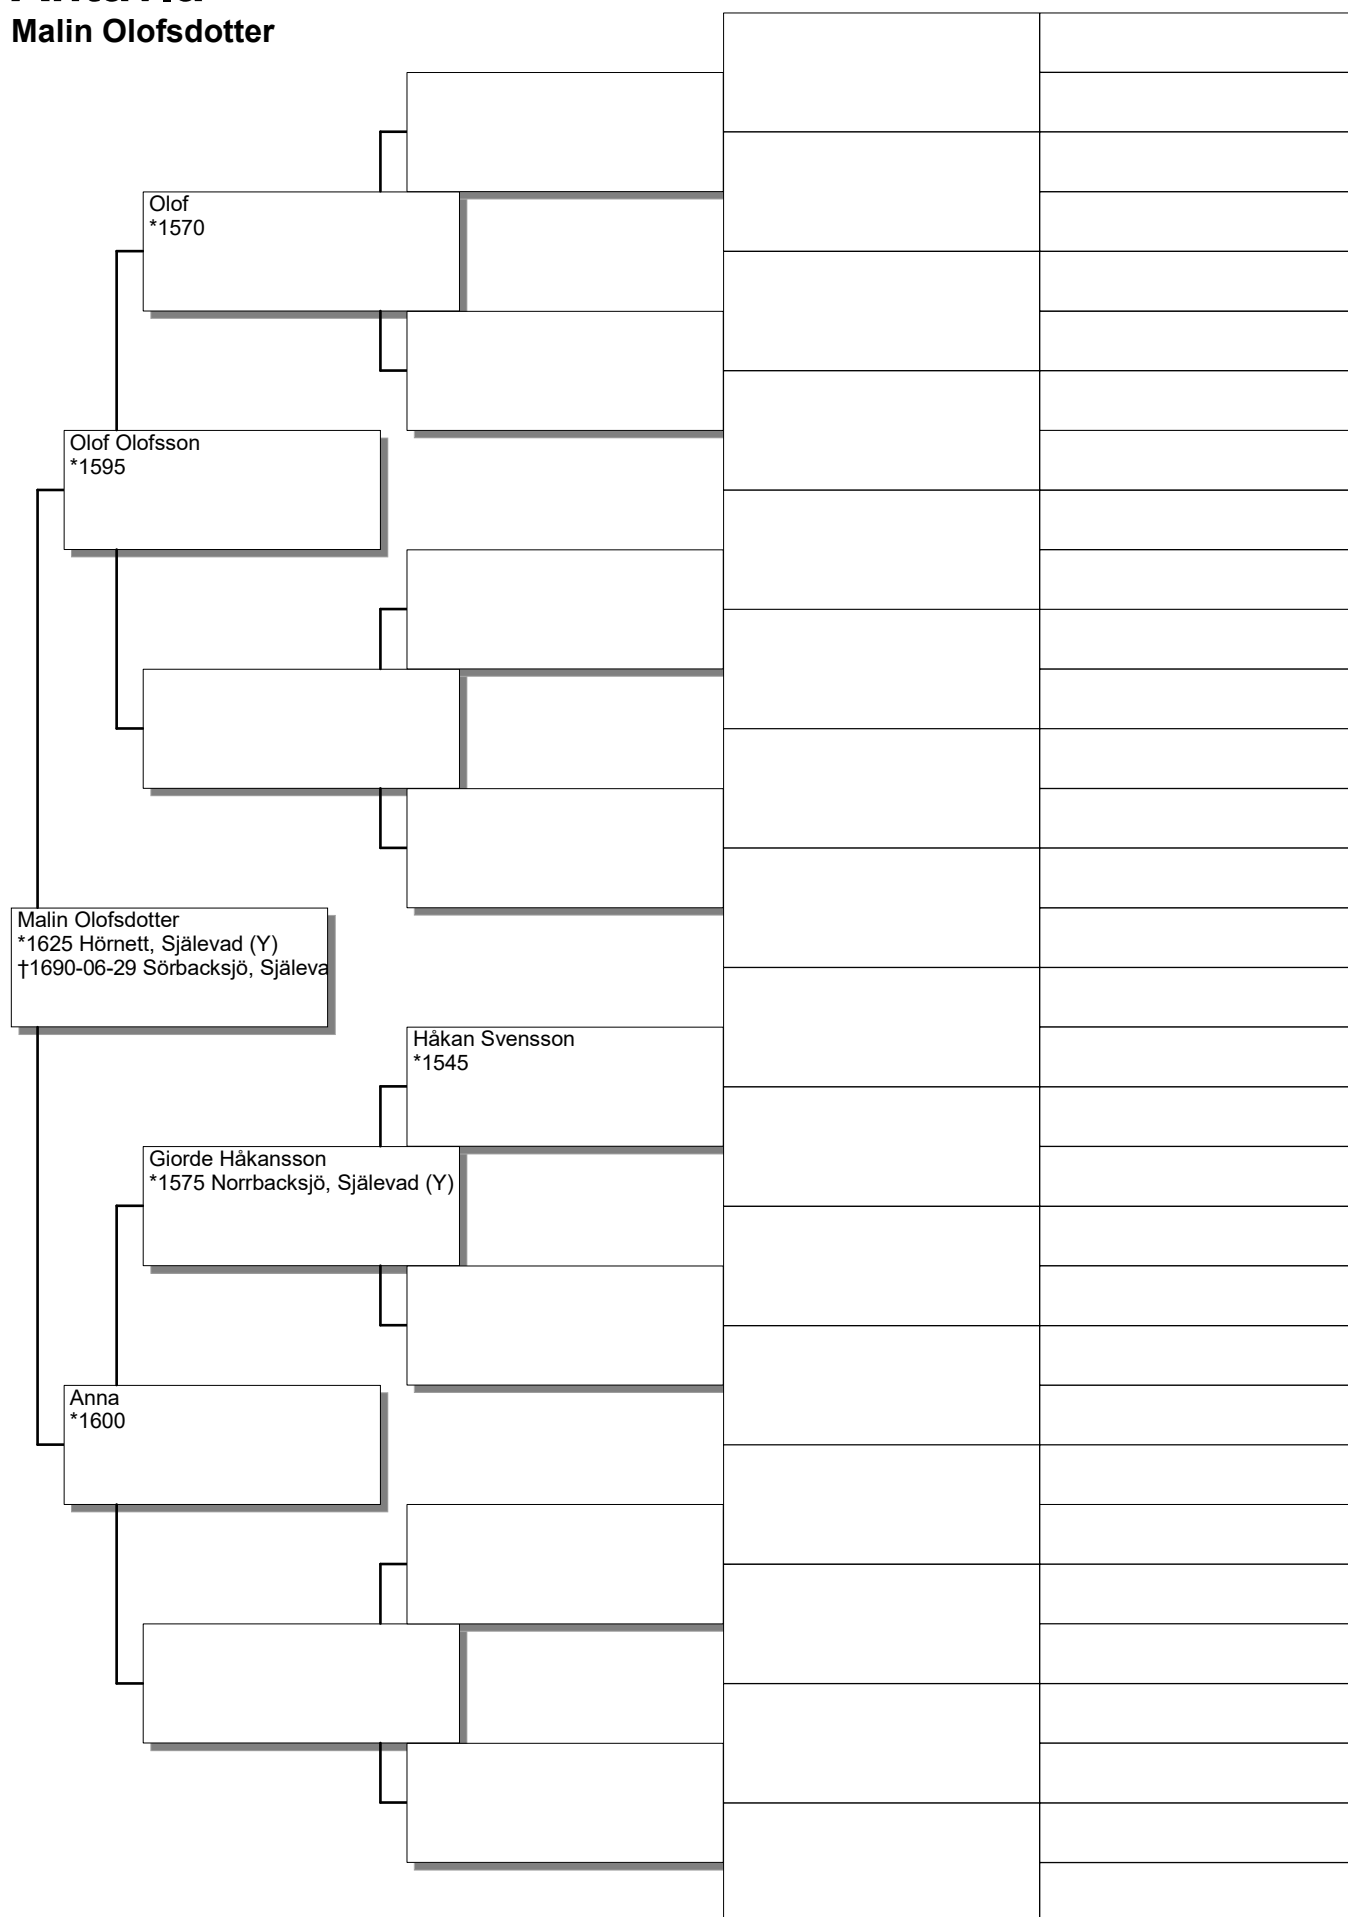 Malin Olofsdotter
Olof
*1570
Olof Olofsson
*1595
Malin Olofsdotter
*1625 Hörnett, Själevad (Y)
†1690-06-29 Sörbacksjö, Själeva
Håkan Svensson
*1545
Giorde Håkansson
*1575 Norrbacksjö, Själevad (Y)
Anna
*1600